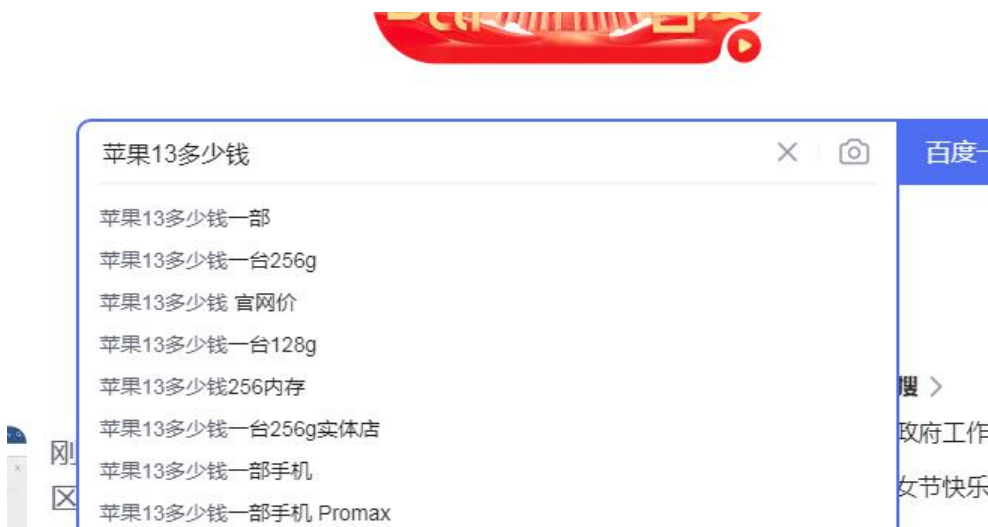 苹果13多少钱
百度一
苹果13多少钱一部
苹果13多少钱一台256g
苹果13多少钱 官网价
苹果13多少钱一台128g
苹果13多少钱256内存
搜 >
苹果13多少钱一台256g实体店
政府工作
刚
苹果13多少钱一部手机
女节快乐
区
苹果13多少钱一部手机 Promax